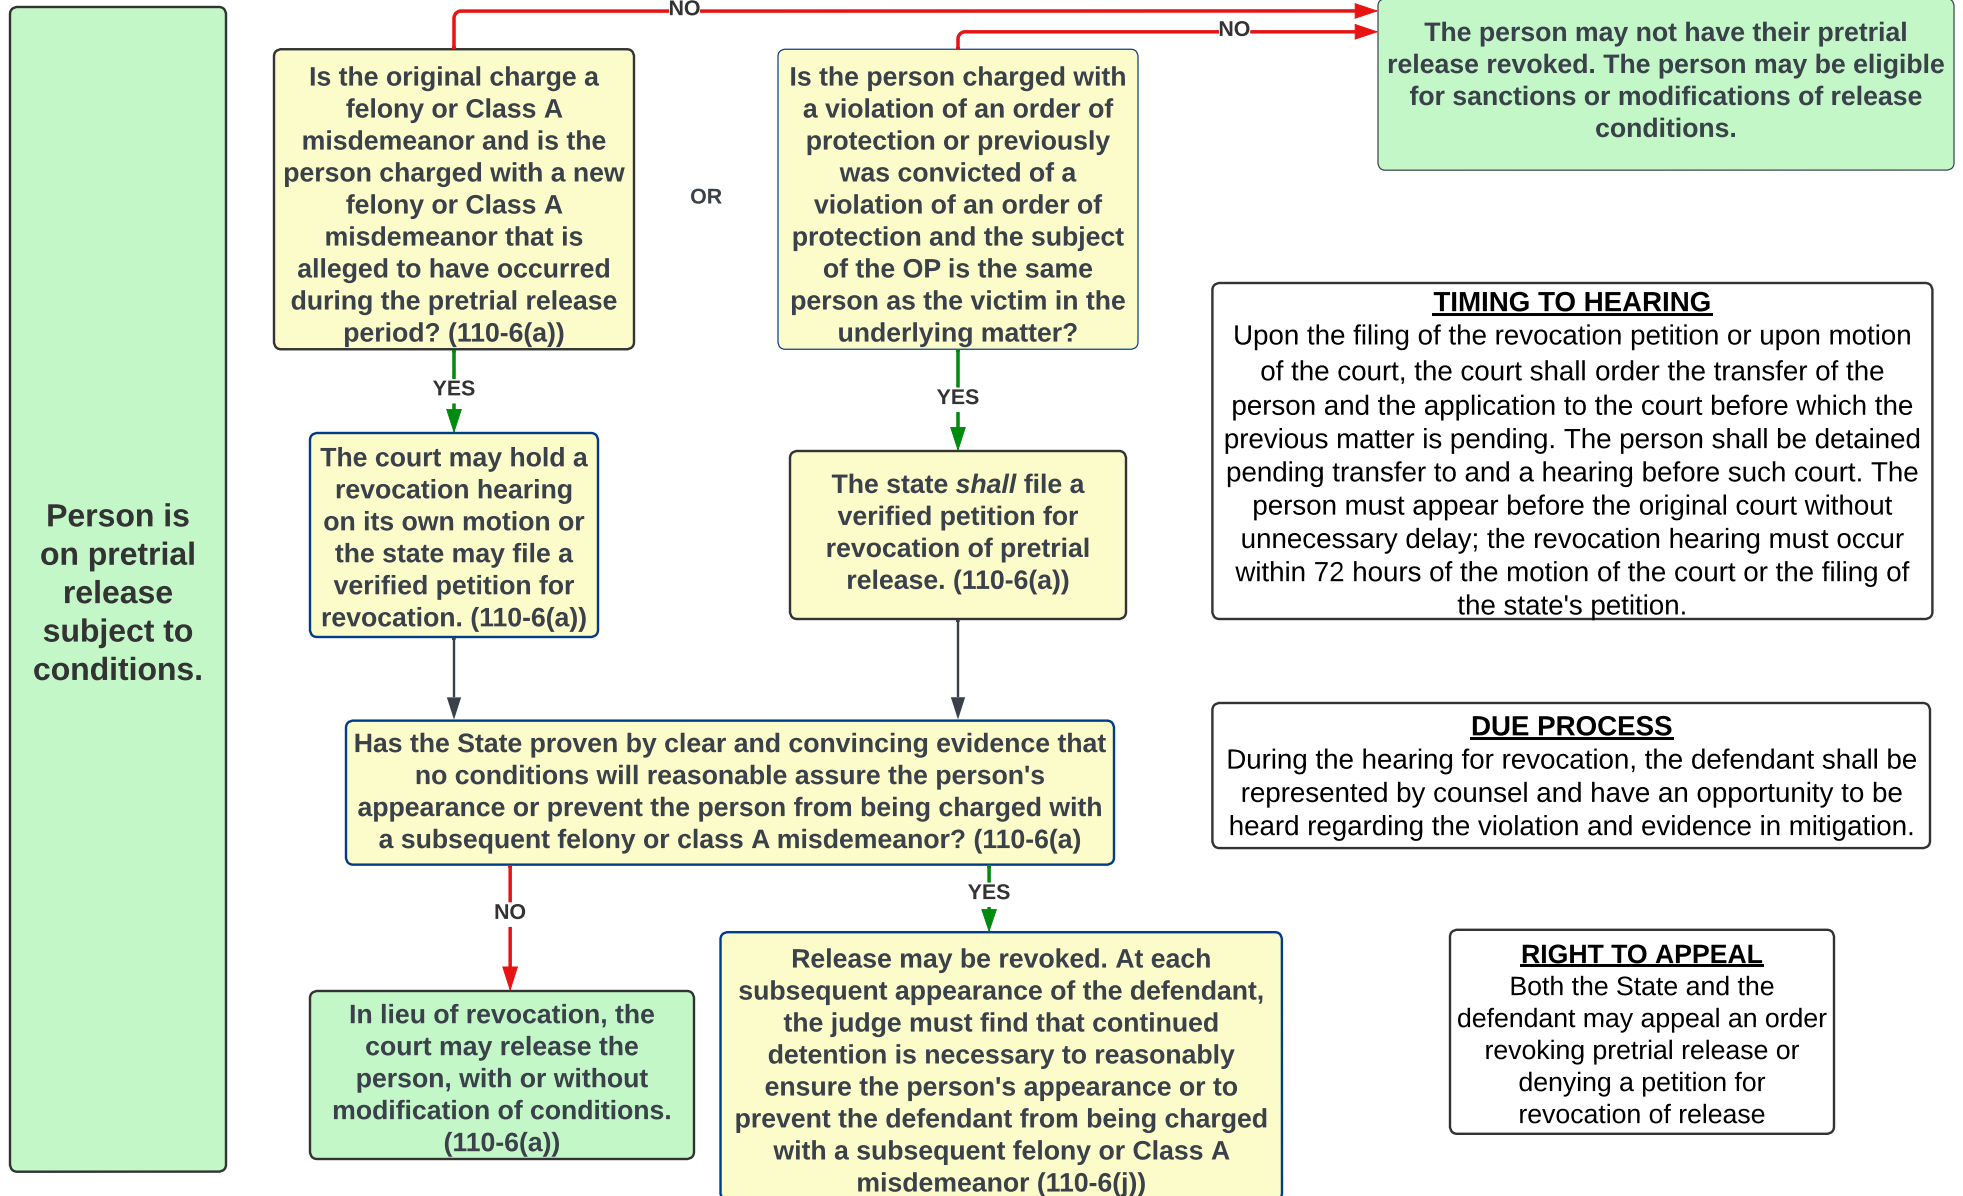 Person is
on pretrial
release
subject to
conditions.
NO
NO
Is the original charge a
felony or Class A
misdemeanor and is the
person charged with a new
felony or Class A
misdemeanor that is
alleged to have occurred
during the pretrial release
period? (110-6(a))
OR
Is the person charged with
a violation of an order of
protection or previously
was convicted of a
violation of an order of
protection and the subject
of the OP is the same
person as the victim in the
underlying matter?
The person may not have their pretrial
release revoked. The person may be eligible
for sanctions or modifications of release
conditions.
YES
YES
The court may hold a
revocation hearing
on its own motion or
the state may file a
verified petition for
revocation. (110-6(a))
The state shall file a
verified petition for
revocation of pretrial
release. (110-6(a))
TIMING TO HEARING
Upon the filing of the revocation petition or upon motion
of the court, the court shall order the transfer of the
person and the application to the court before which the
previous matter is pending. The person shall be detained
pending transfer to and a hearing before such court. The
person must appear before the original court without
unnecessary delay; the revocation hearing must occur
within 72 hours of the motion of the court or the filing of
the state's petition.
Has the State proven by clear and convincing evidence that
no conditions will reasonable assure the person's
appearance or prevent the person from being charged with
a subsequent felony or class A misdemeanor? (110-6(a)
DUE PROCESS
During the hearing for revocation, the defendant shall be
represented by counsel and have an opportunity to be
heard regarding the violation and evidence in mitigation.
NO
YES
In lieu of revocation, the
court may release the
person, with or without
modification of conditions.
(110-6(a))
Release may be revoked. At each
subsequent appearance of the defendant,
the judge must find that continued
detention is necessary to reasonably
ensure the person's appearance or to
prevent the defendant from being charged
with a subsequent felony or Class A
misdemeanor (110-6(j))
RIGHT TO APPEAL
Both the State and the
defendant may appeal an order
revoking pretrial release or
denying a petition for
revocation of release